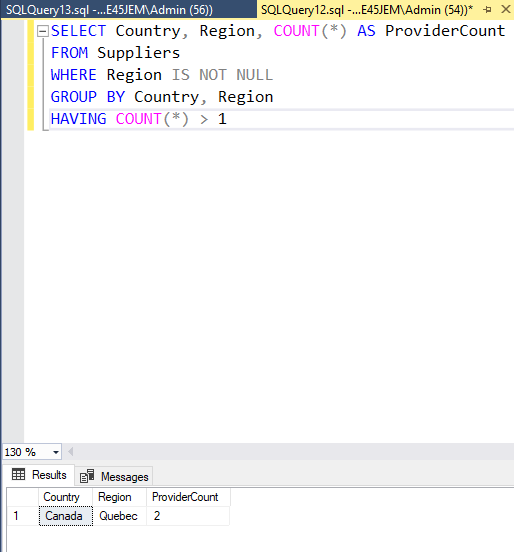 SQLQuery13.sql -...E45JEM\Admin (56))
SQLQuery12.sql -...E45JEM\Admin (54))*
SELECT Country, Region, COUNT(*) AS ProviderCount
FROM Suppliers
WHERE Region IS NOT NULL
GROUP BY Country, Region
HAVING COUNT(*) > 1
130 %
Results Messages
Country Region ProviderCount
1 Canada Quebec 2